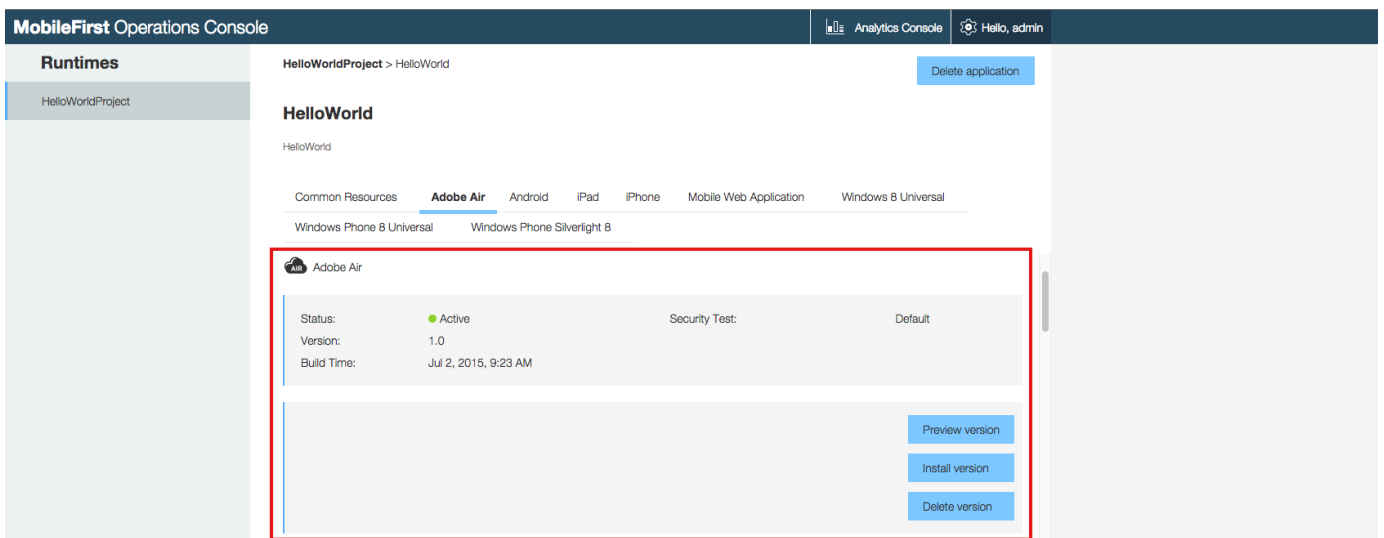 MobileFirst Operations Console
Analytics Console
Hello, admin
Runtimes
HelloWorldProject
HelloWorldProject > HelloWorld
Delete application
HelloWorld
HelloWorld
Common Resources Adobe Air Android iPad iPhone Mobile Web Application Windows 8 Universal
Windows Phone 8 Universal Windows Phone Silverlight 8
AIR Adobe Air
Status: Active Security Test: Default
Version: 1.0
Build Time: Jul 2, 2015, 9:23 AM
Preview version
Install version
Delete version